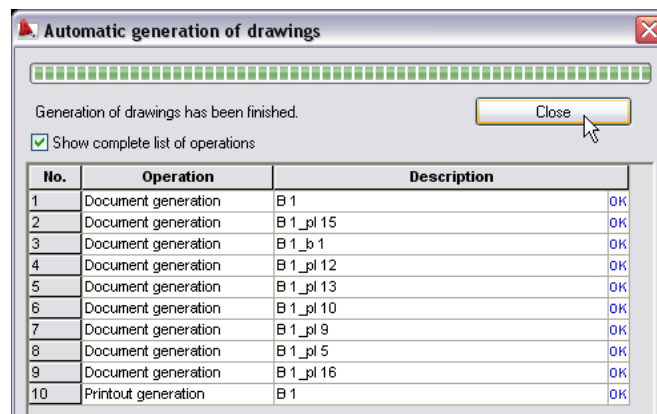 Automatic generation of drawings
Generation of drawings has been finished.
Close
Show complete list of operations
No. Operation Description
1 Document generation B 1 OK
2 Document generation B 1_pl 15 OK
3 Document generation B 1_b 1 OK
4 Document generation B 1_pl 12 OK
5 Document generation B 1_pl 13 OK
6 Document generation B 1_pl 10 OK
7 Document generation B 1_pl 9 OK
8 Document generation B 1_pl 5 OK
9 Document generation B 1_pl 16 OK
10 Printout generation B 1 OK